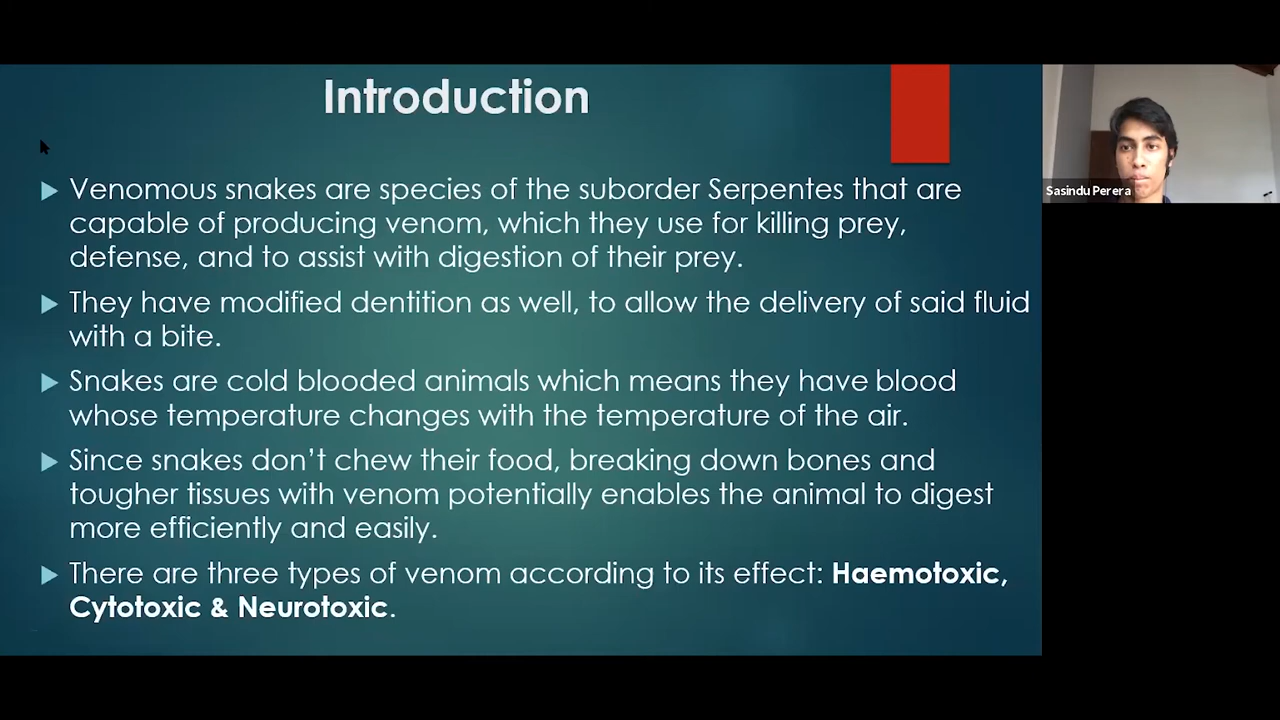 Introduction
Venomous snakes are species of the suborder Serpentes that are
capable of producing venom, which they use for killing prey,
defense, and to assist with digestion of their prey.
They have modified dentition as well, to allow the delivery of said fluid
with a bite.
Snakes are cold blooded animals which means they have blood
whose temperature changes with the temperature of the air.
Since snakes don't chew their food, breaking down bones and
tougher tissues with venom potentially enables the animal to digest
more efficiently and easily.
There are three types of venom according to its effect: Haemotoxic,
Cytotoxic & Neurotoxic.
Sasindu Perera